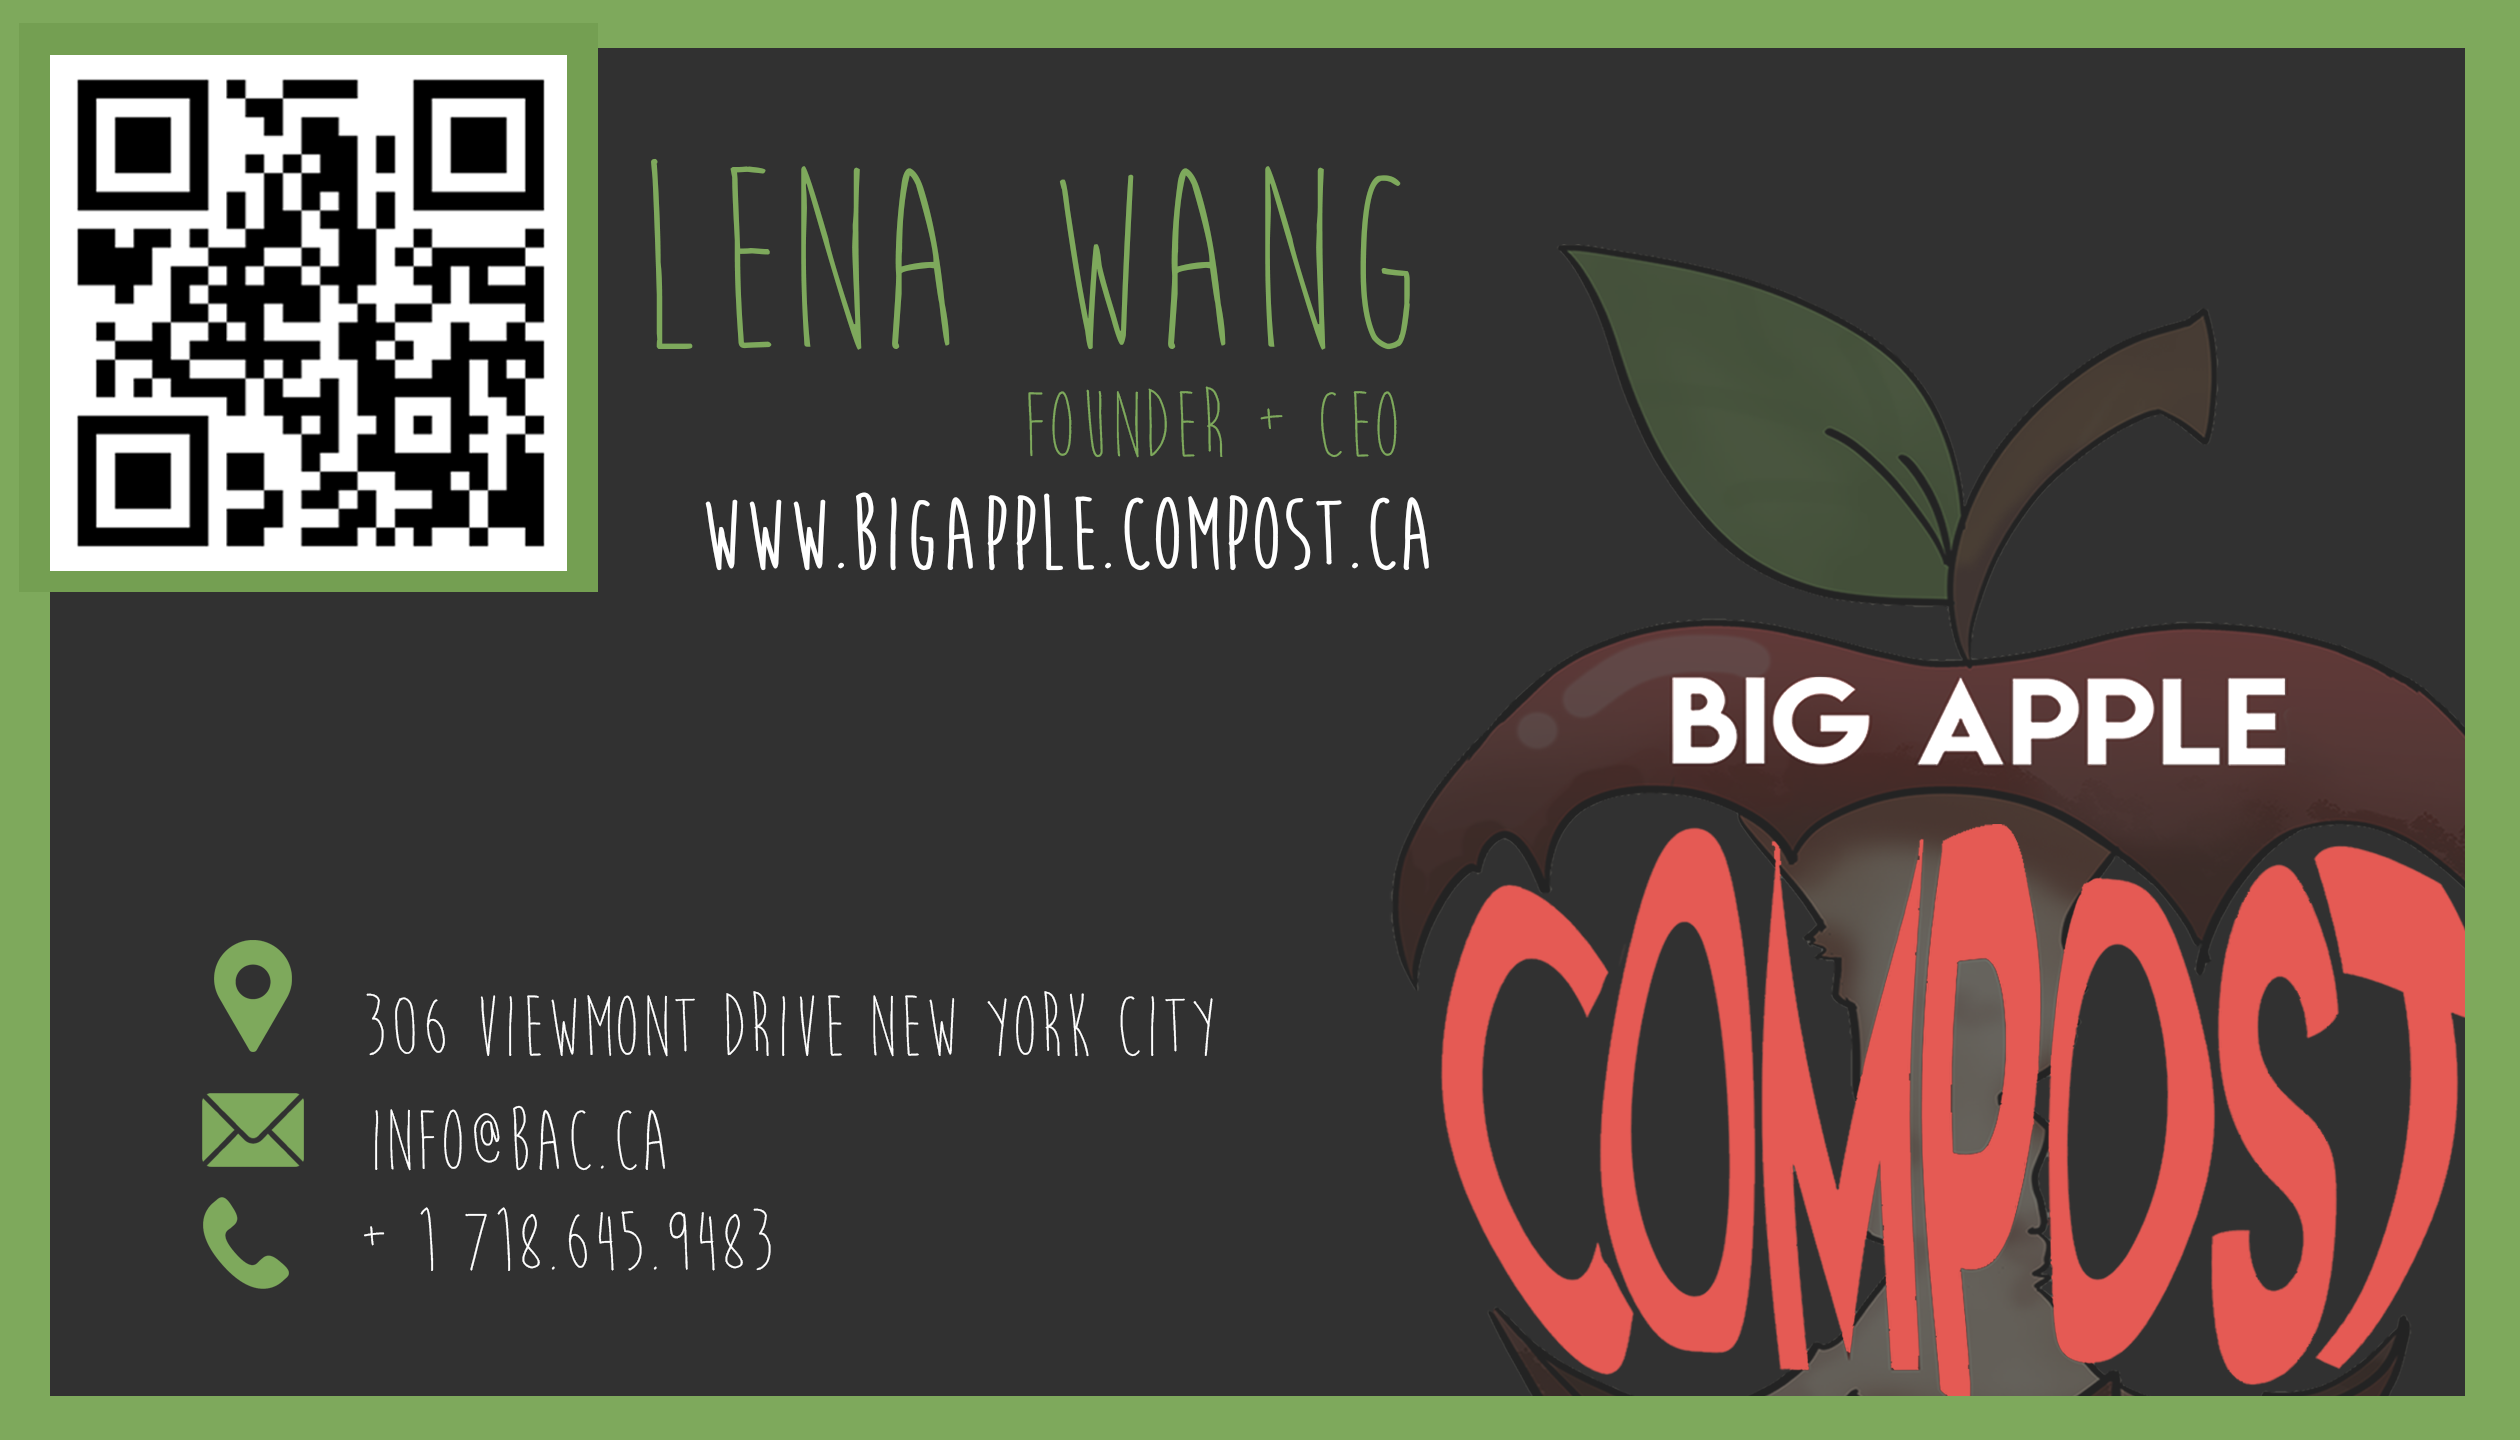 LENA WANG
FOUNDER + CEO
WWW.BIGAPPLE.COMPOST.CA
BIG APPLE
COMPOST
306 VIEWMONT DRIVE NEW YORK CITY
INFO@BAC.CA
+ 1 718.645.9483